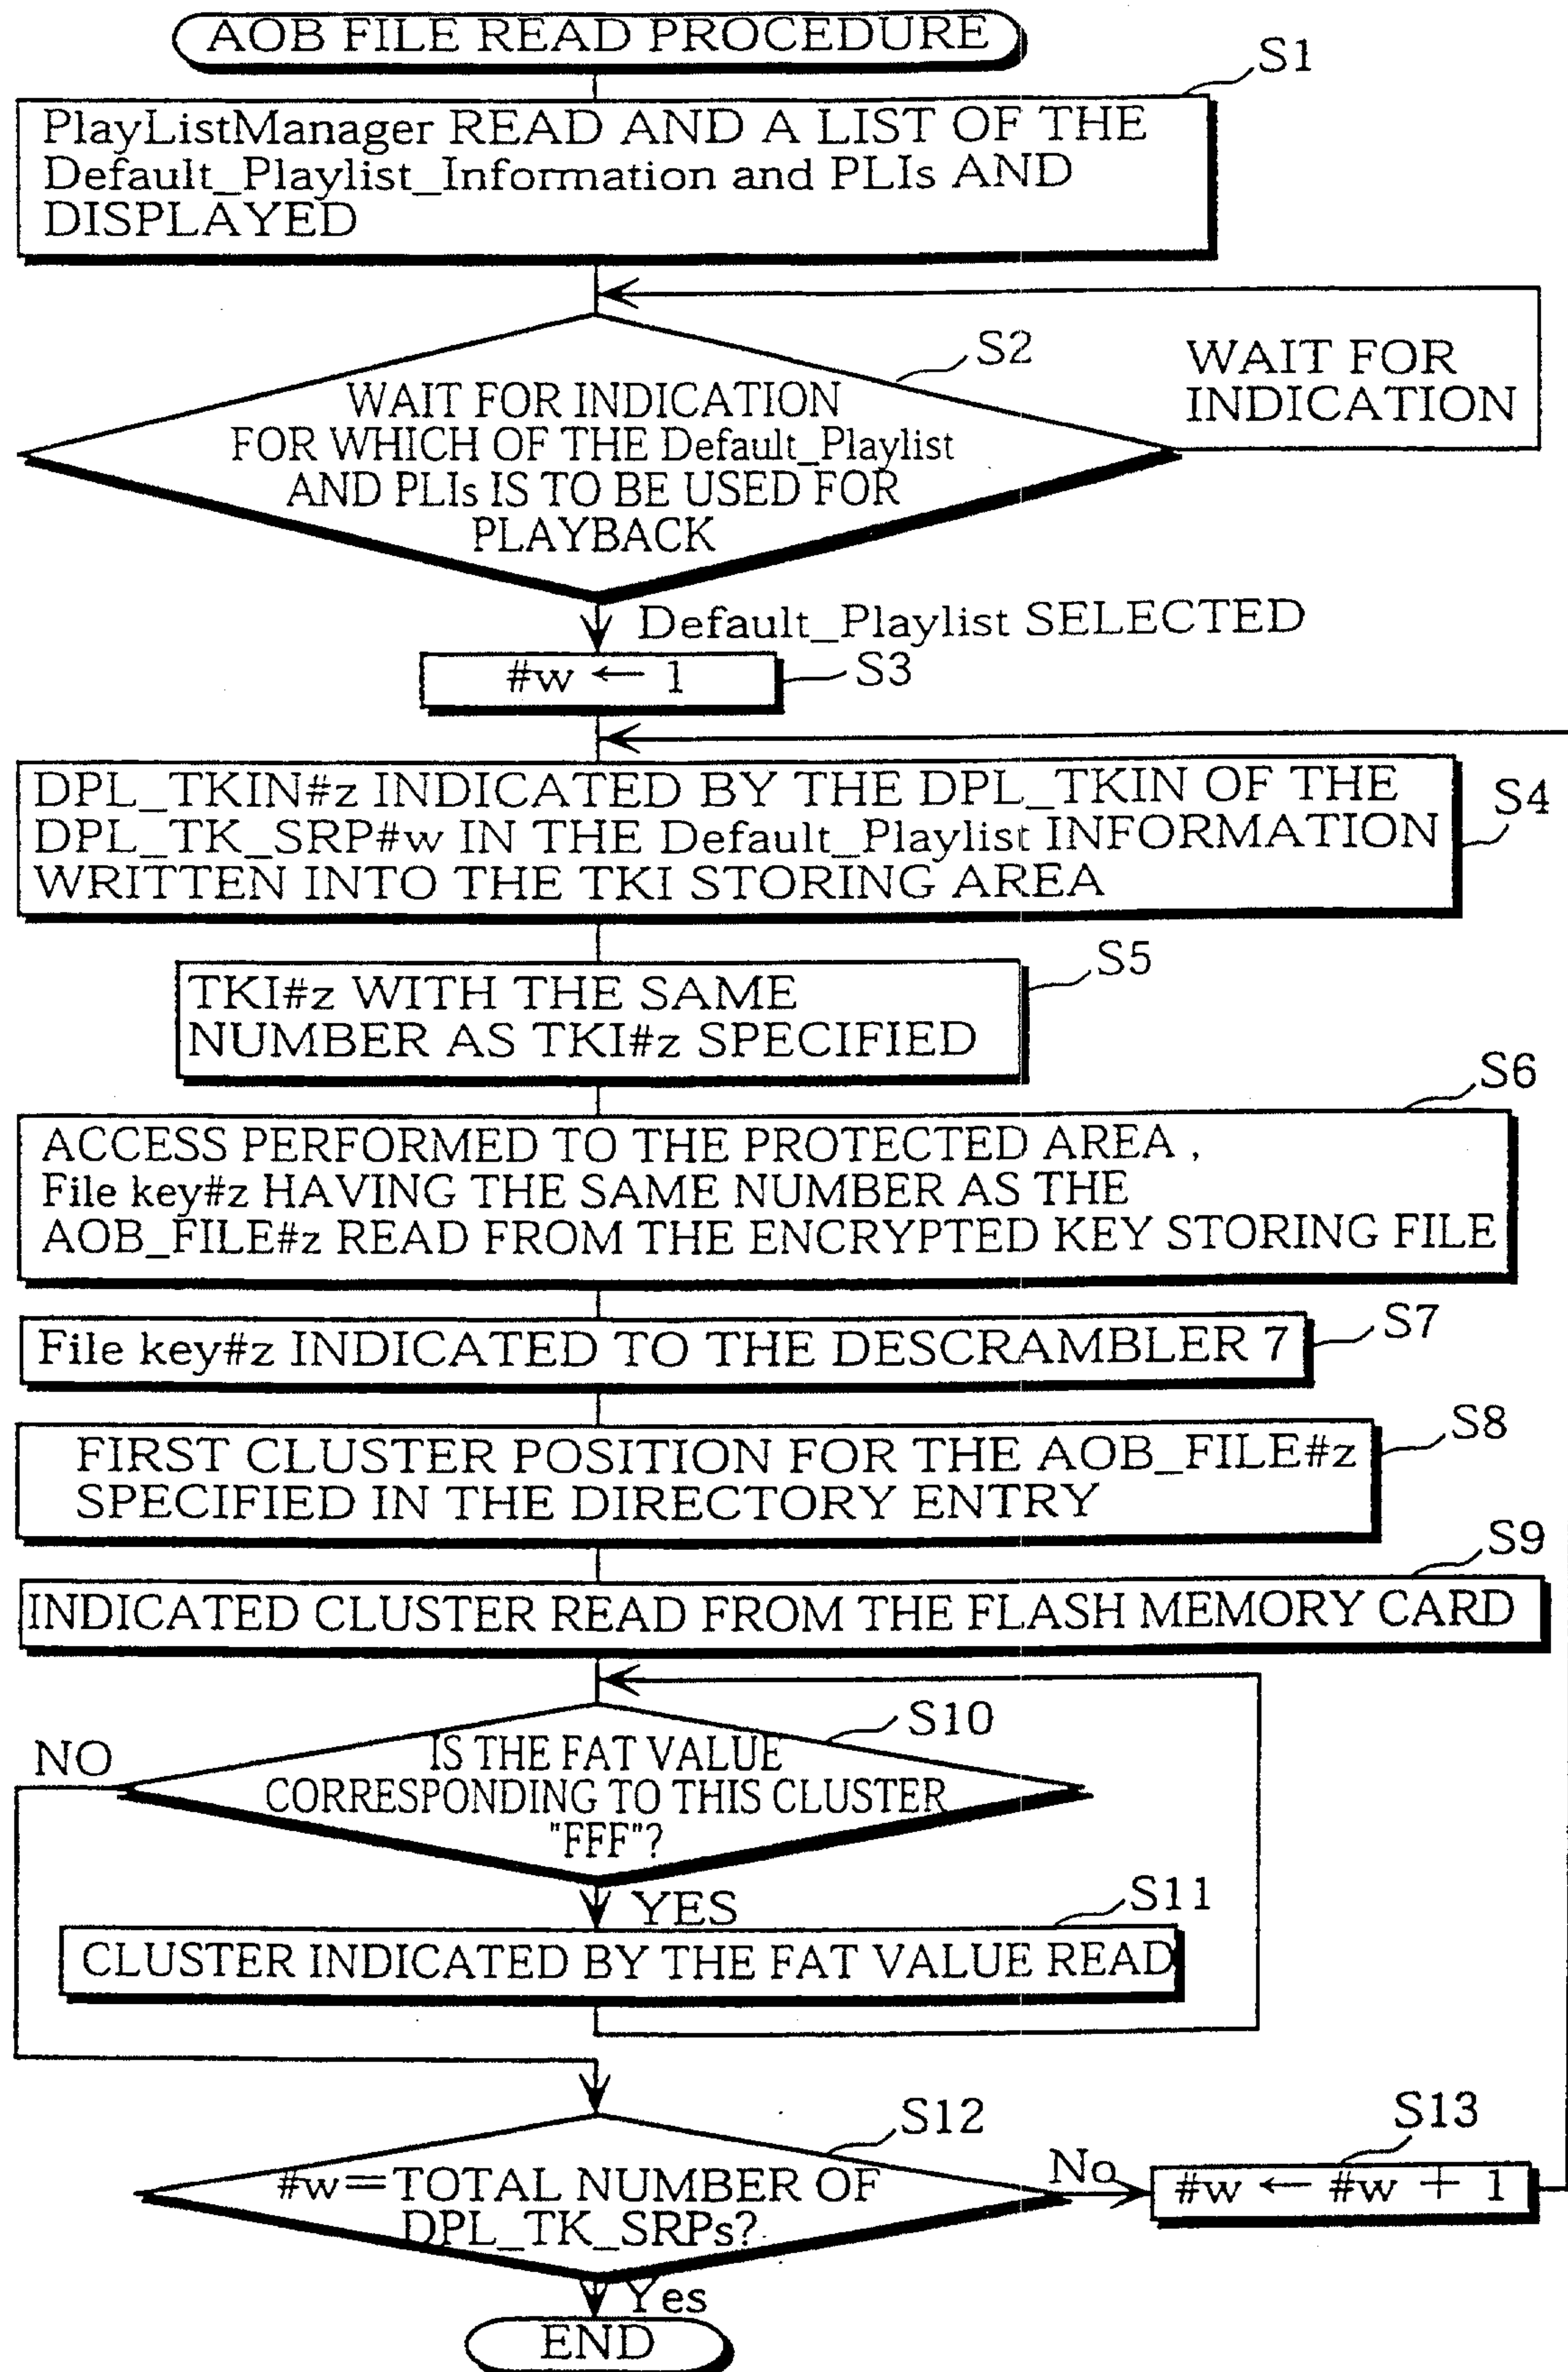 AOB FILE READ PROCEDURE
S1
PlayListManager READ AND A LIST OF THE
Default_Playlist_Information and PLIs AND
DISPLAYED
S2
WAIT FOR INDICATION
FOR WHICH OF THE Default_Playlist
AND PLIs IS TO BE USED FOR
PLAYBACK
WAIT FOR
INDICATION
Default_Playlist SELECTED
#w ← 1
S3
DPL_TKIN#z INDICATED BY THE DPL_TKIN OF THE
DPL_TK_SRP#w IN THE Default_Playlist INFORMATION
WRITTEN INTO THE TKI STORING AREA
S4
S5
TKI#z WITH THE SAME
NUMBER AS TKI#z SPECIFIED
S6
ACCESS PERFORMED TO THE PROTECTED AREA ,
File key#z HAVING THE SAME NUMBER AS THE
AOB_FILE#z READ FROM THE ENCRYPTED KEY STORING FILE
S7
File key#z INDICATED TO THE DESCRAMBLER 7
S8
FIRST CLUSTER POSITION FOR THE AOB_FILE#z
SPECIFIED IN THE DIRECTORY ENTRY
S9
INDICATED CLUSTER READ FROM THE FLASH MEMORY CARD
S10
NO
IS THE FAT VALUE
CORRESPONDING TO THIS CLUSTER
"FFF"?
YES
S11
CLUSTER INDICATED BY THE FAT VALUE READ
S12
#w=TOTAL NUMBER OF
DPL_TK_SRPs?
No
S13
#w ← #w + 1
Yes
END